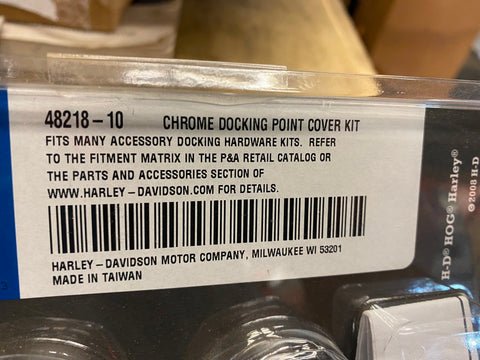 48218-10 CHROME DOCKING POINT COVER KIT
FITS MANY ACCESSORY DOCKING HARDWARE KITS. REFER
TO THE FITMENT MATRIX IN THE P&A RETAIL CATALOG OR
THE PARTS AND ACCESSORIES SECTION OF
WWW.HARLEY-DAVIDSON.COM FOR DETAILS.
HARLEY-DAVIDSON MOTOR COMPANY, MILWAUKEE WI 53201
MADE IN TAIWAN
H-D® HOG® Harley®
©2008 H-D
3